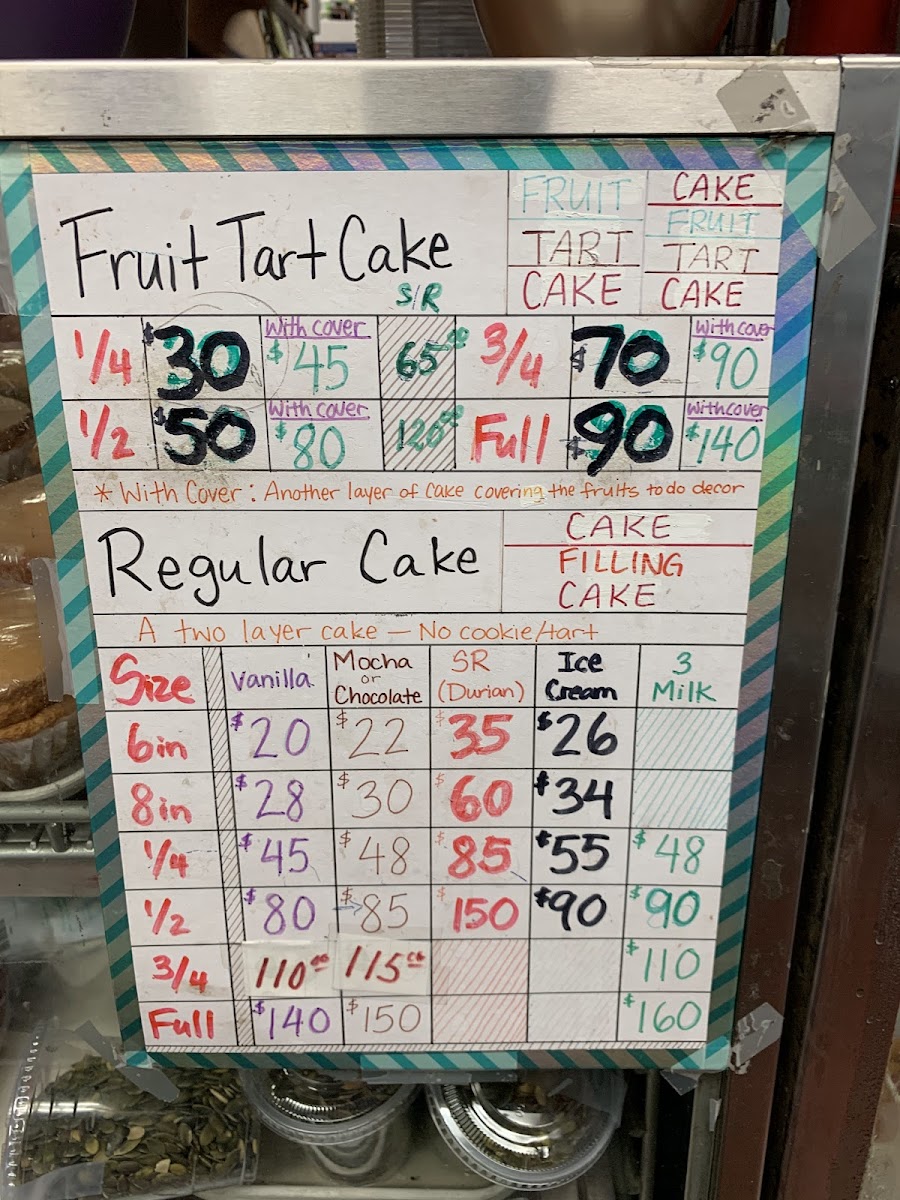 Fruit Tart Cake
S/R
FRUIT
TART
CAKE
CAKE
FRUIT
TART
CAKE
1/4 $30 With cover $45 65.00 3/4 $70 With cover $90
1/2 $50 With cover $80 120.00 Full $90 With cover $140
* With Cover : Another layer of cake covering the fruits to do decor
Regular Cake
CAKE
FILLING
CAKE
A two layer cake — No cookie/tart
Size Vanilla Mocha or Chocolate SR (Durian) Ice Cream 3 Milk
6in $20 $22 $35 $26
8in $28 $30 $60 $34
1/4 $45 $48 $85 $55 $48
1/2 $80 $85 $150 $90 $90
3/4 110.00 115.00 $110
Full $140 $150 $160